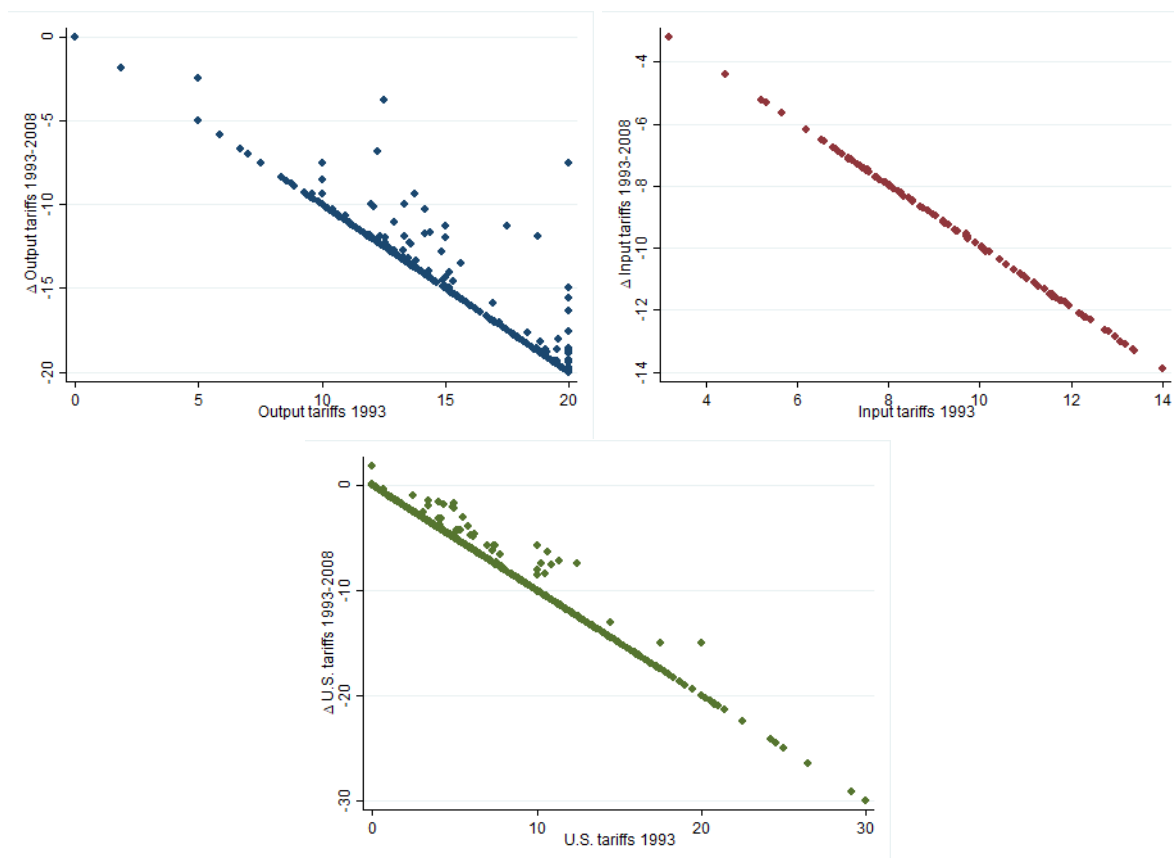 Δ Output tariffs 1993-2008
0
-5
-10
-15
-20
0 5 10 15 20
Output tariffs 1993
Δ Input tariffs 1993-2008
-4
-6
-8
-10
-12
-14
4 6 8 10 12 14
Input tariffs 1993
Δ U.S. tariffs 1993-2008
0
-10
-20
-30
0 10 20 30
U.S. tariffs 1993